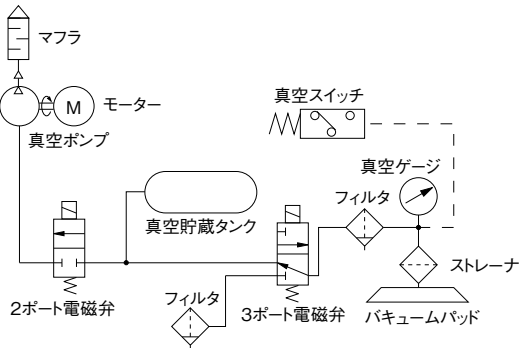 マフラ
M
モーター
真空ポンプ
真空スイッチ
真空ゲージ
フィルタ
真空貯蔵タンク
ストレーナ
フィルタ
2ポート電磁弁
3ポート電磁弁
バキュームパッド